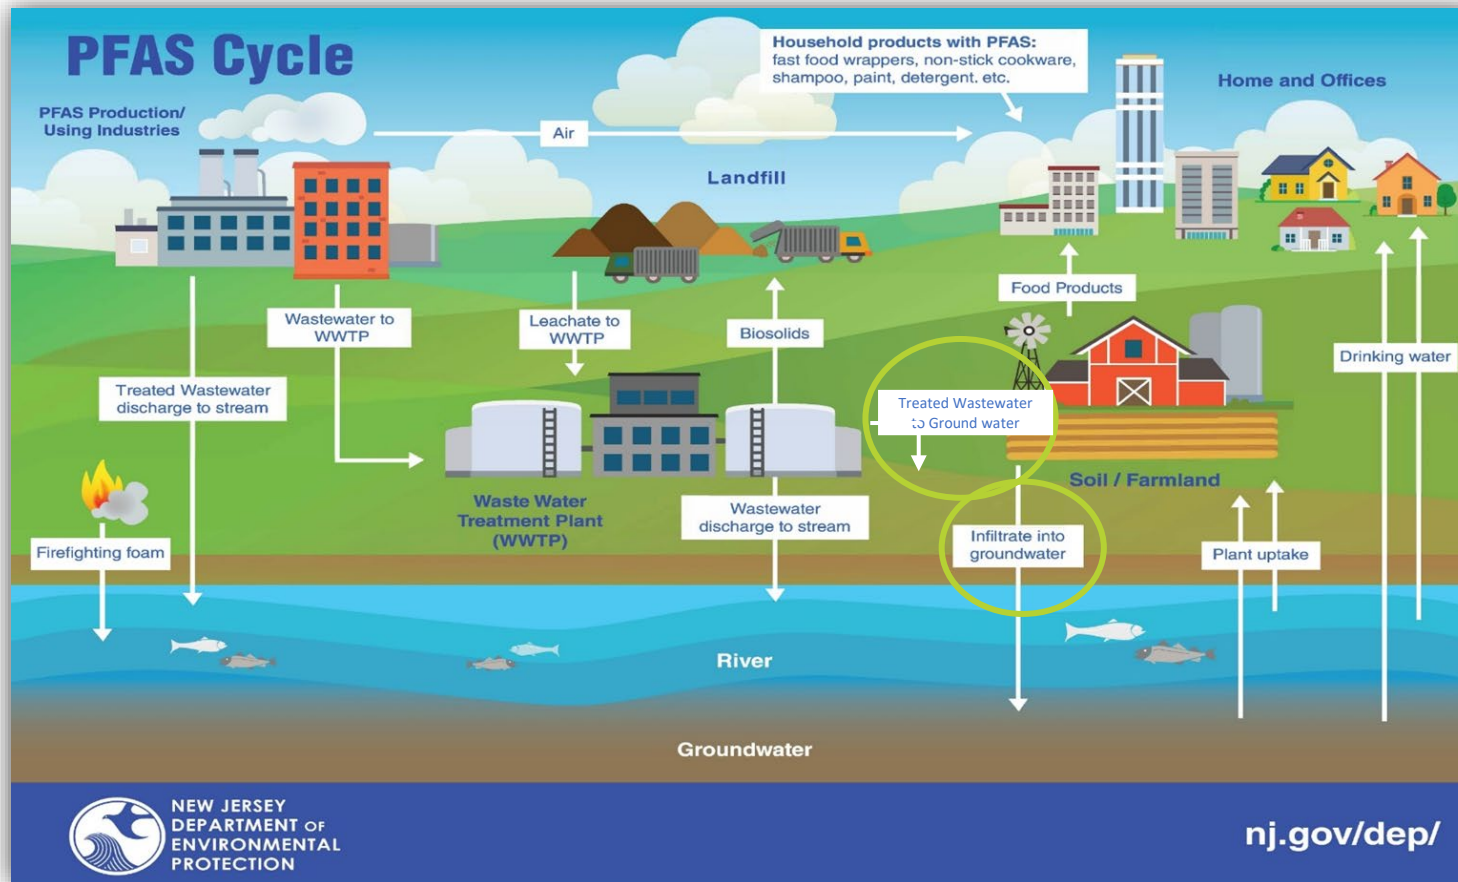 PFAS Cycle
PFAS Production/
Using Industries
Household products with PFAS:
fast food wrappers, non-stick cookware,
shampoo, paint, detergent. etc.
Home and Offices
Air
Landfill
Wastewater to
WWTP
Leachate to
WWTP
Biosolids
Food Products
Drinking water
Treated Wastewater
discharge to stream
Treated Wastewater
to Ground water
Soil / Farmland
Waste Water
Treatment Plant
(WWTP)
Wastewater
discharge to stream
Firefighting foam
Infiltrate into
groundwater
Plant uptake
River
Groundwater
NEW JERSEY
DEPARTMENT OF
ENVIRONMENTAL
PROTECTION
nj.gov/dep/